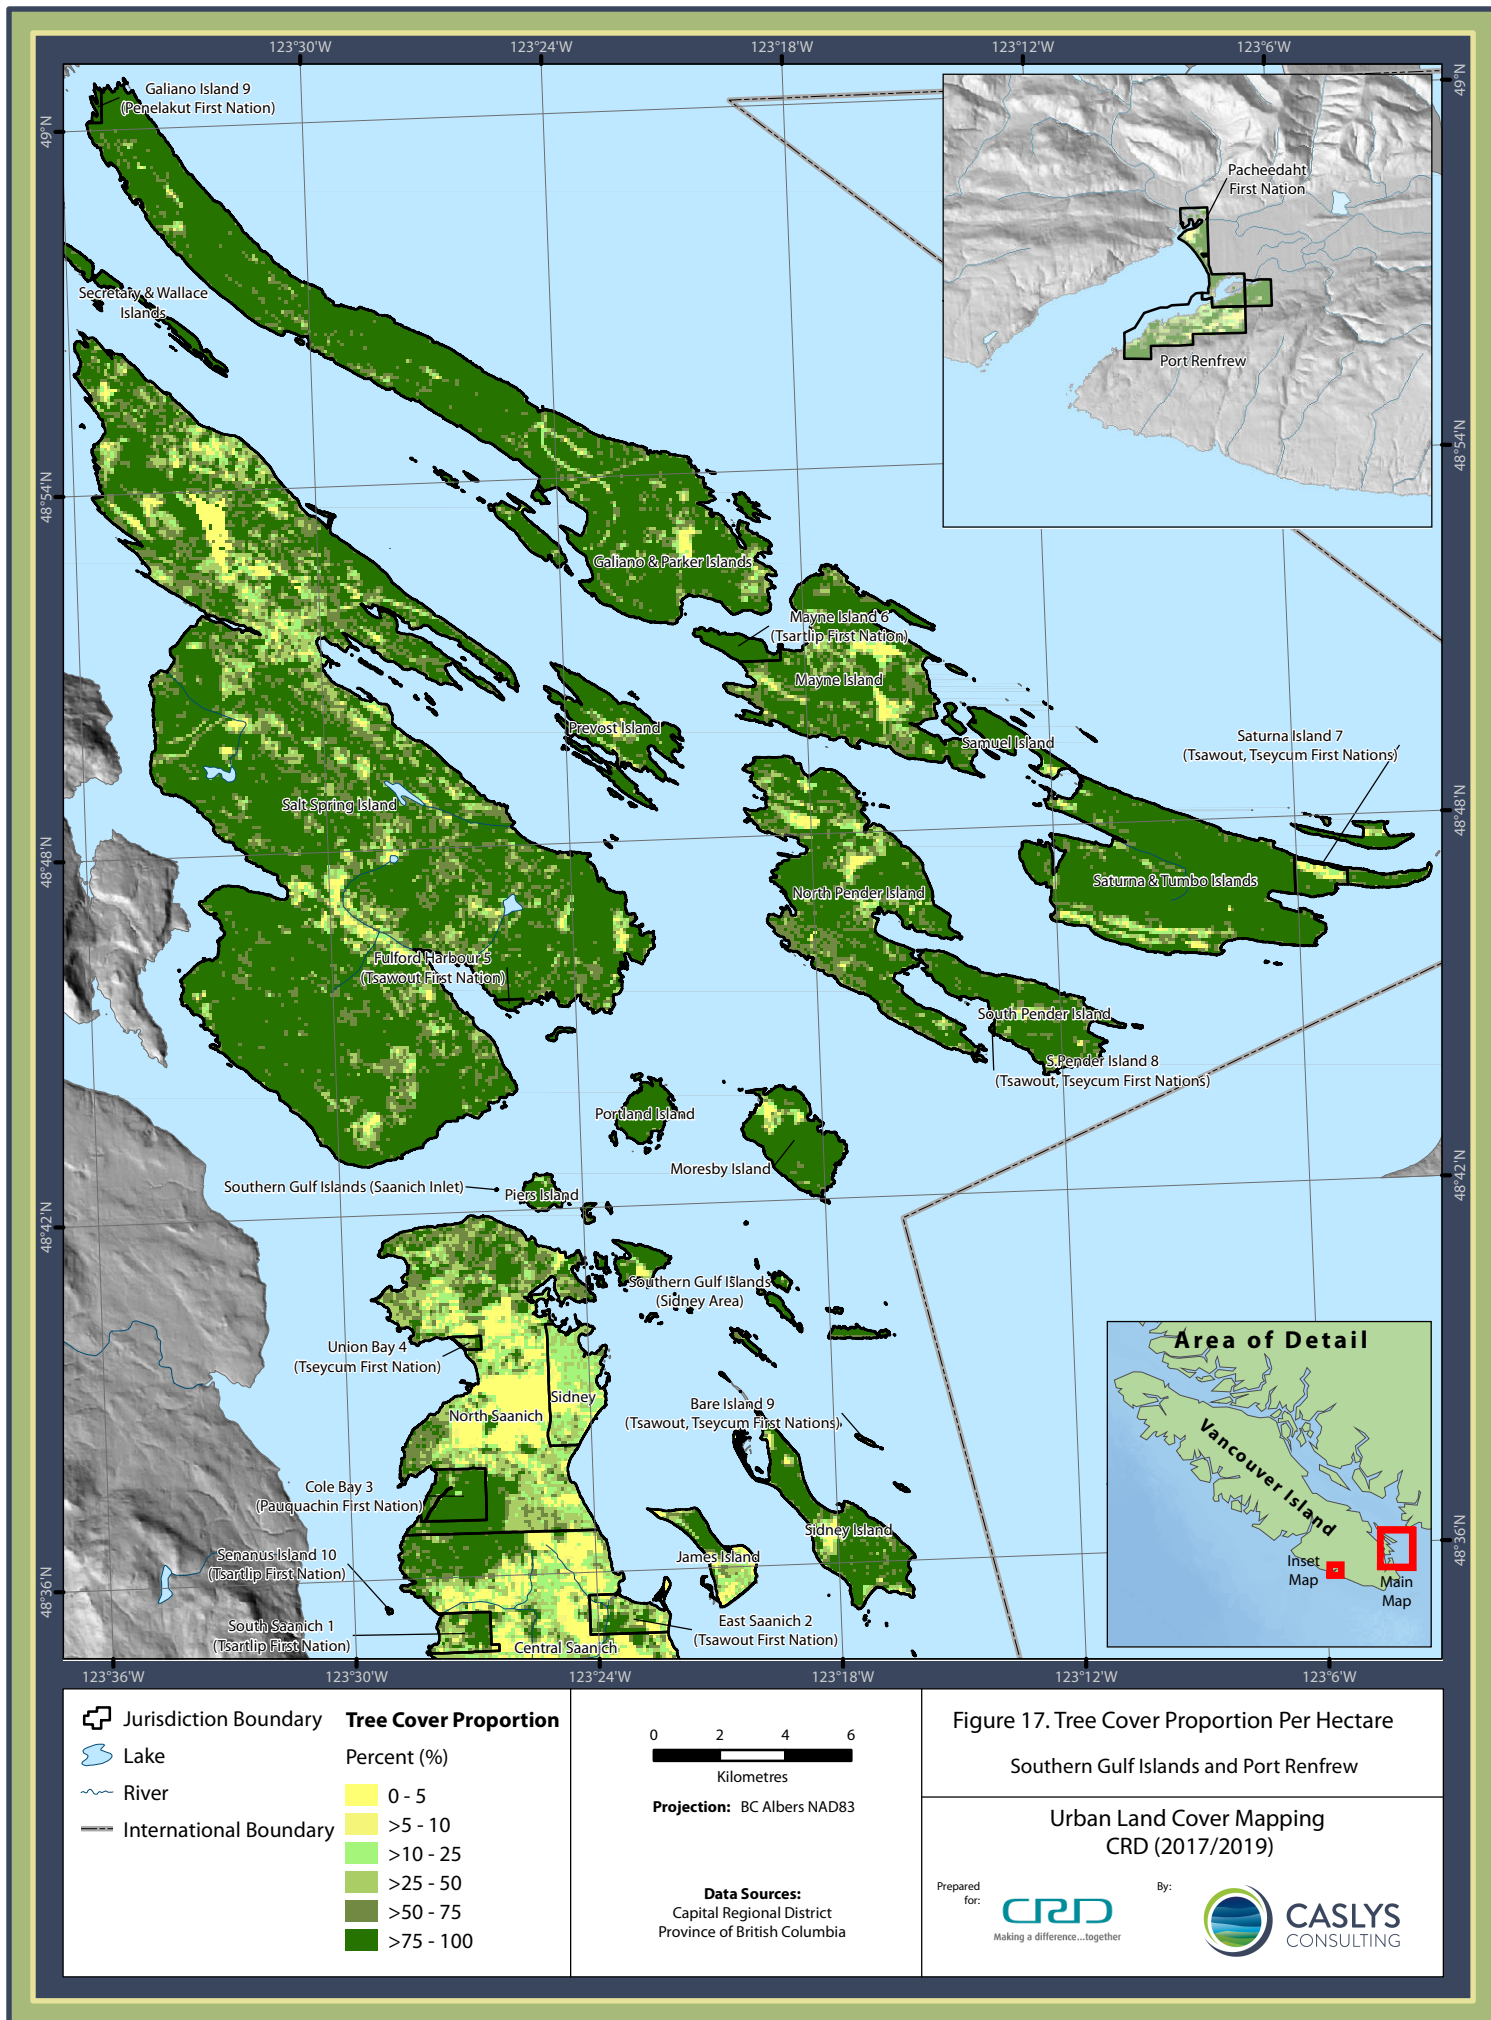 123°30'W
123°24'W
123°18'W
123°12'W
123°6'W
49°N
49°N
Galiano Island 9
(Penelakut First Nation)
Pacheedaht
First Nation
Port Renfrew
Secretary & Wallace
Islands
48°54'N
48°54'N
Galiano & Parker Islands
Mayne Island 6
(Tsartlip First Nation)
Mayne Island
Prevost Island
Samuel Island
Saturna Island 7
(Tsawout, Tseycum First Nations)
Salt Spring Island
48°48'N
48°48'N
North Pender Island
Saturna & Tumbo Islands
Fulford Harbour 5
(Tsawout First Nation)
South Pender Island
S.Pender Island 8
(Tsawout, Tseycum First Nations)
Portland Island
Moresby Island
Southern Gulf Islands (Saanich Inlet)
Piers Island
48°42'N
48°42'N
Southern Gulf Islands
(Sidney Area)
Union Bay 4
(Tseycum First Nation)
Sidney
North Saanich
Bare Island 9
(Tsawout, Tseycum First Nations)
Cole Bay 3
(Pauquachin First Nation)
Sidney Island
James Island
Senanus Island 10
(Tsartlip First Nation)
South Saanich 1
(Tsartlip First Nation)
East Saanich 2
(Tsawout First Nation)
Central Saanich
48°36'N
48°36'N
Area of Detail
Vancouver Island
Inset
Map
Main
Map
123°36'W
123°30'W
123°24'W
123°18'W
123°12'W
123°6'W
Jurisdiction Boundary
Lake
River
International Boundary
Tree Cover Proportion
Percent (%)
0 - 5
>5 - 10
>10 - 25
>25 - 50
>50 - 75
>75 - 100
0 2 4 6
Kilometres
Projection: BC Albers NAD83
Data Sources:
Capital Regional District
Province of British Columbia
Figure 17. Tree Cover Proportion Per Hectare
Southern Gulf Islands and Port Renfrew
Urban Land Cover Mapping
CRD (2017/2019)
Prepared
for:
CRD
Making a difference...together
By:
CASLYS
CONSULTING